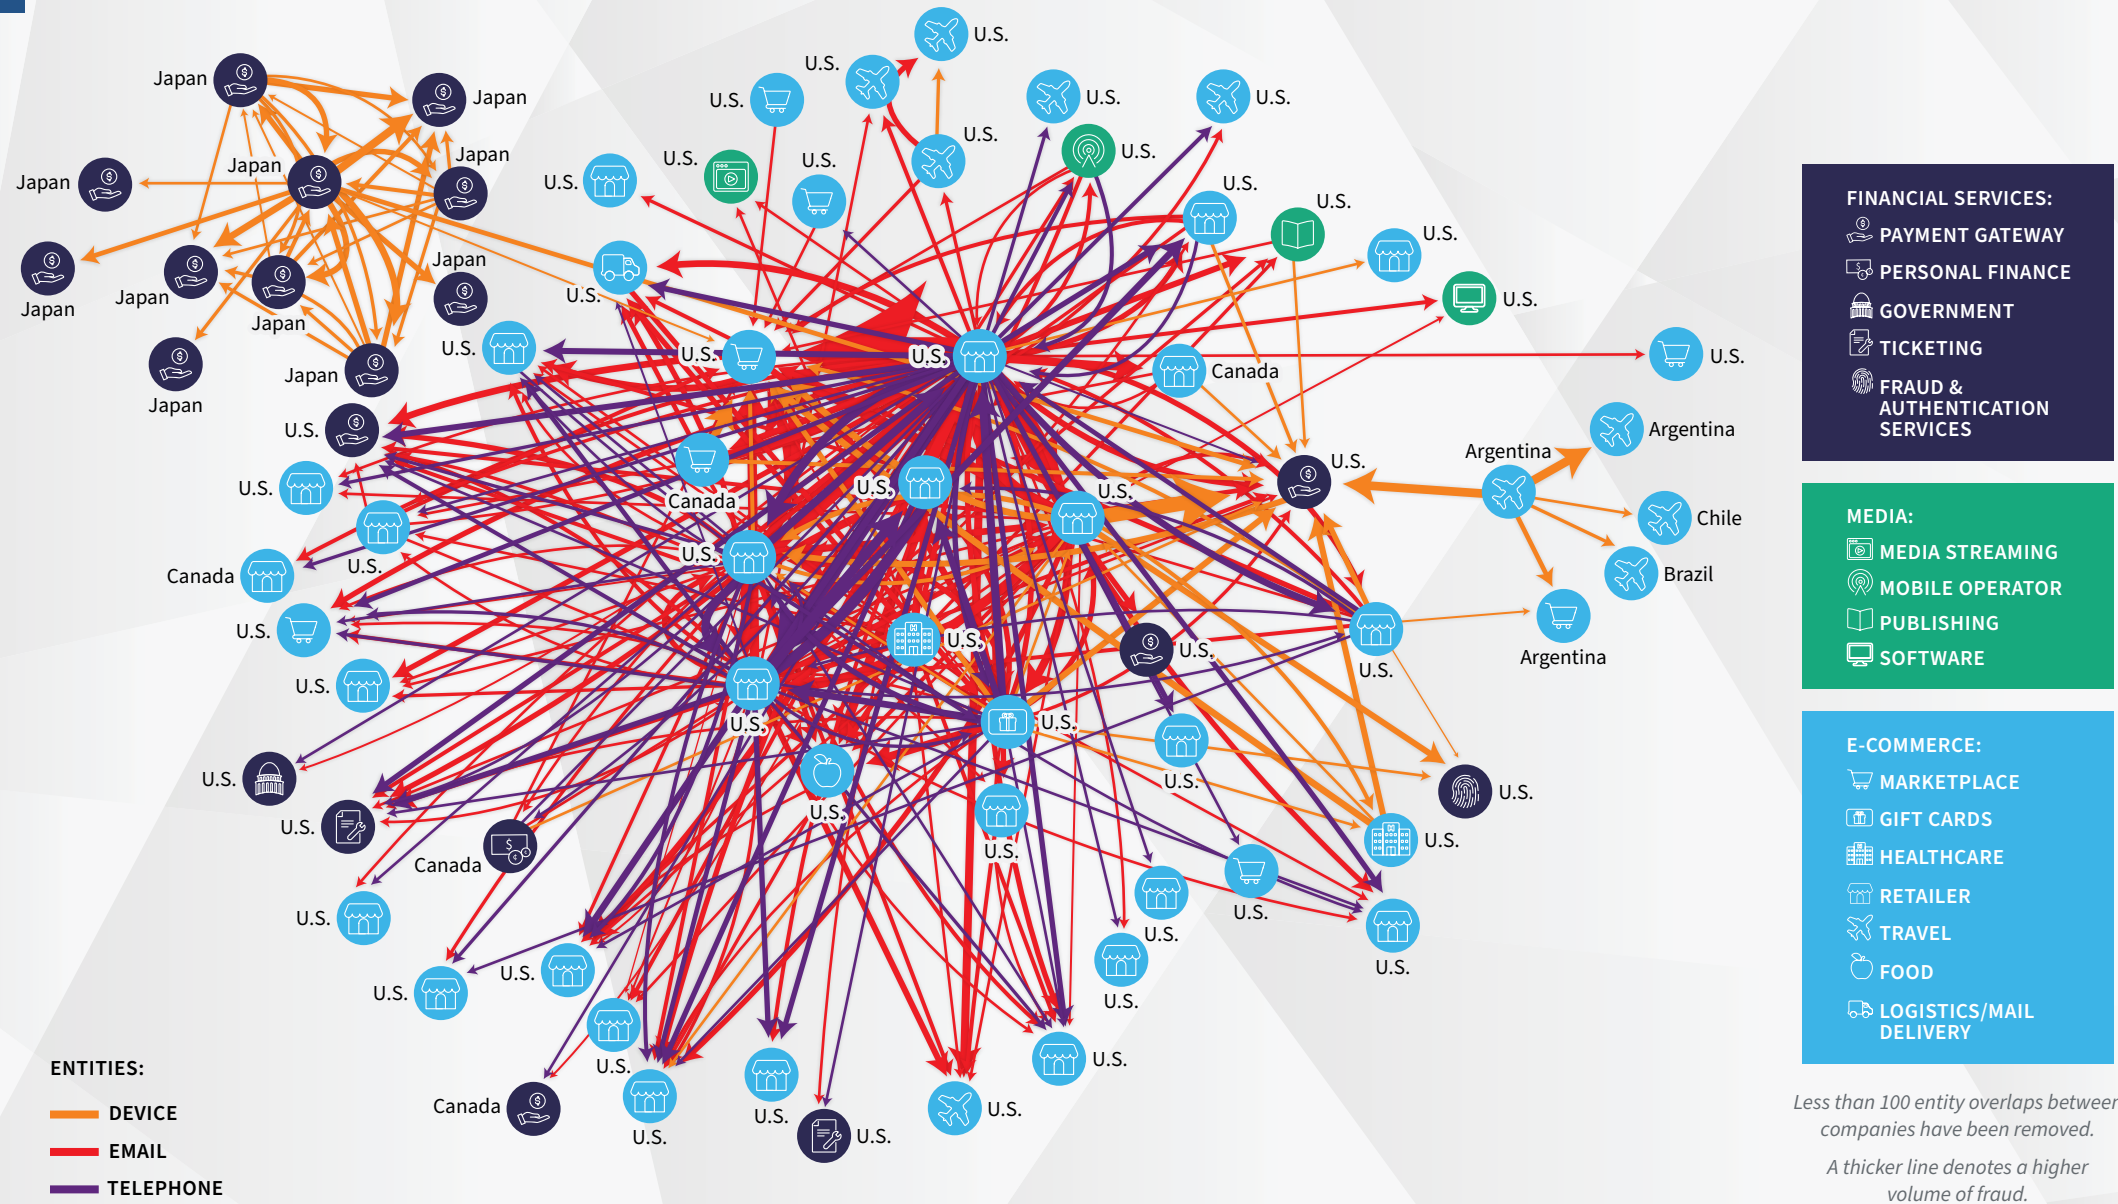 U.S.
U.S.
Japan
Japan
U.S.
U.S.
U.S.
U.S.
U.S.
U.S.
Japan
U.S.
U.S.
Japan
Japan
U.S.
U.S.
U.S.
U.S.
Japan
U.S.
Japan
U.S.
Japan
Japan
U.S.
Japan
U.S.
U.S.
U.S.
U.S.
Canada
Japan
Japan
U.S.
U.S.
Argentina
Argentina
U.S.
U.S.
Canada
U.S.
U.S.
Chile
U.S.
U.S.
Canada
Brazil
U.S.
U.S.
U.S.
Argentina
U.S.
U.S.
U.S.
U.S.
U.S.
U.S.
U.S.
U.S.
U.S.
U.S.
U.S.
Canada
U.S.
U.S.
U.S.
U.S.
U.S.
U.S.
U.S.
U.S.
U.S.
Canada
U.S.
U.S.
U.S.
U.S.
FINANCIAL SERVICES:
PAYMENT GATEWAY
PERSONAL FINANCE
GOVERNMENT
TICKETING
FRAUD &
AUTHENTICATION
SERVICES
MEDIA:
MEDIA STREAMING
MOBILE OPERATOR
PUBLISHING
SOFTWARE
E-COMMERCE:
MARKETPLACE
GIFT CARDS
HEALTHCARE
RETAILER
TRAVEL
FOOD
LOGISTICS/MAIL
DELIVERY
Less than 100 entity overlaps between
companies have been removed.
A thicker line denotes a higher
volume of fraud.
ENTITIES:
DEVICE
EMAIL
TELEPHONE